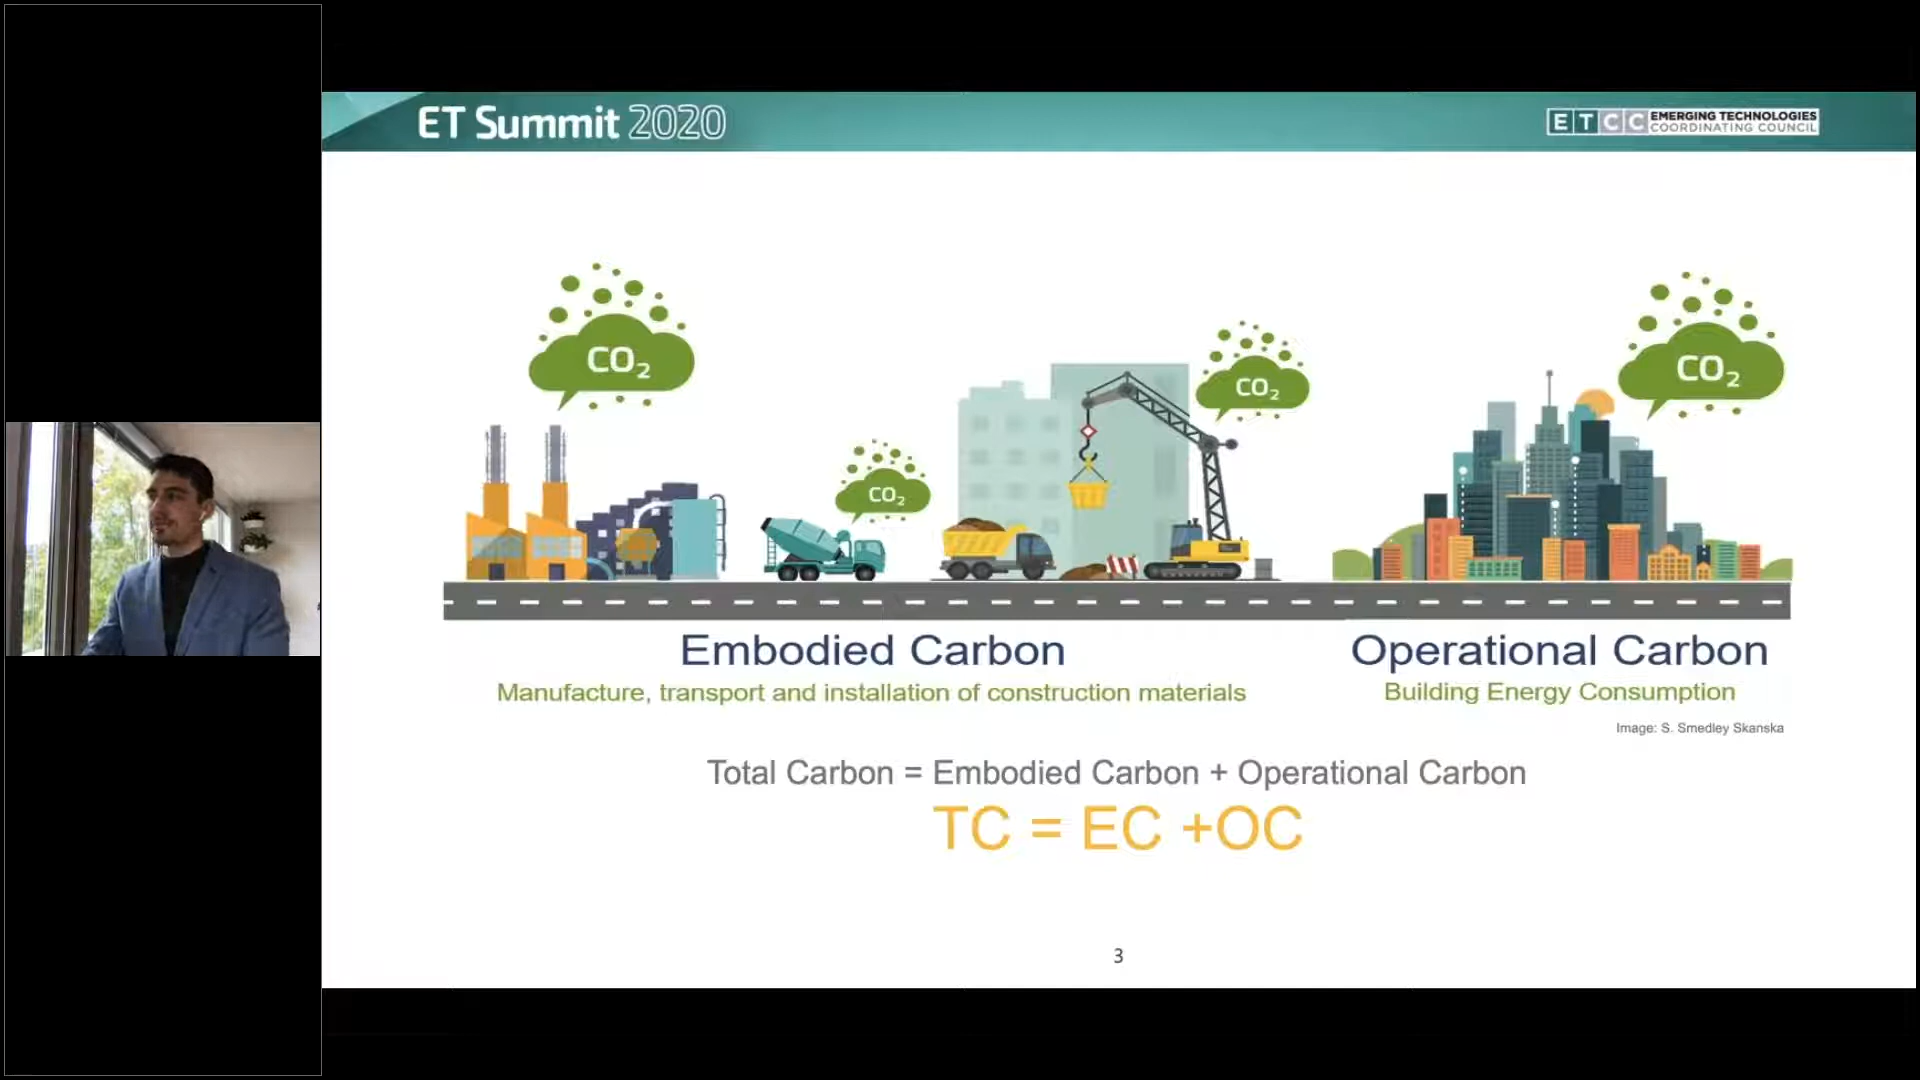 ET Summit 2020
ETCC EMERGING TECHNOLOGIES
COORDINATING COUNCIL
CO2
CO2
CO2
CO2
Embodied Carbon
Manufacture, transport and installation of construction materials
Operational Carbon
Building Energy Consumption
Image: S. Smedley Skanska
Total Carbon = Embodied Carbon + Operational Carbon
TC = EC +OC
3